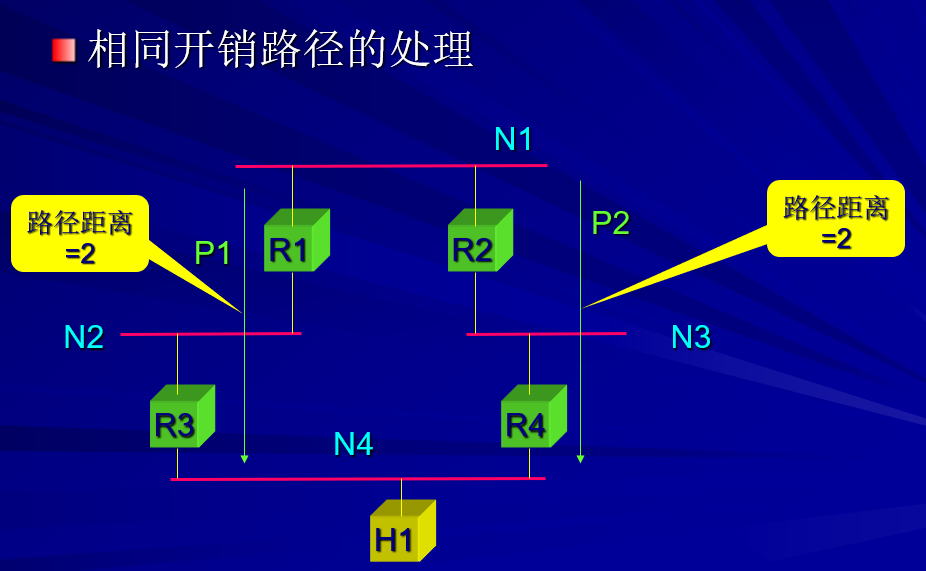 相同开销路径的处理
N1
路径距离
=2
P1
R1
R2
P2
路径距离
=2
N2
N3
R3
R4
N4
H1